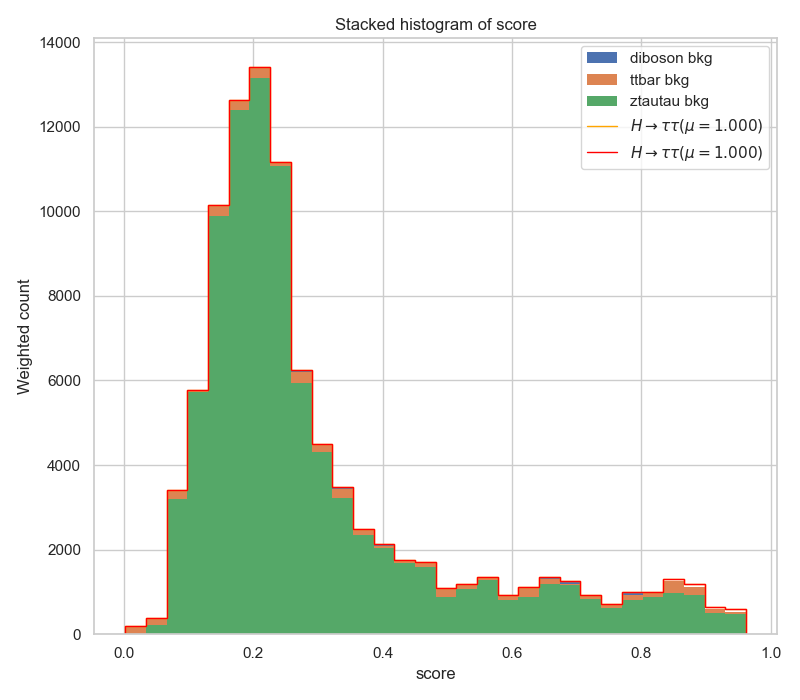 Stacked histogram of score
14000
12000
10000
8000
6000
4000
2000
0
Weighted count
diboson bkg
ttbar bkg
ztautau bkg
H → ττ(μ = 1.000)
H → ττ(μ = 1.000)
0.0 0.2 0.4 0.6 0.8 1.0
score